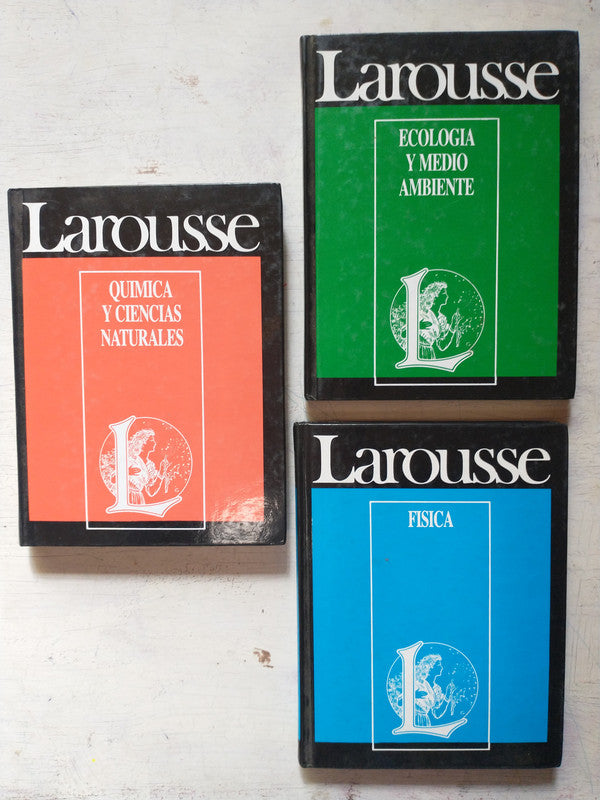 Larousse
QUIMICA
Y CIENCIAS
NATURALES
L
Larousse
ECOLOGIA
Y MEDIO
AMBIENTE
L
Larousse
FISICA
L